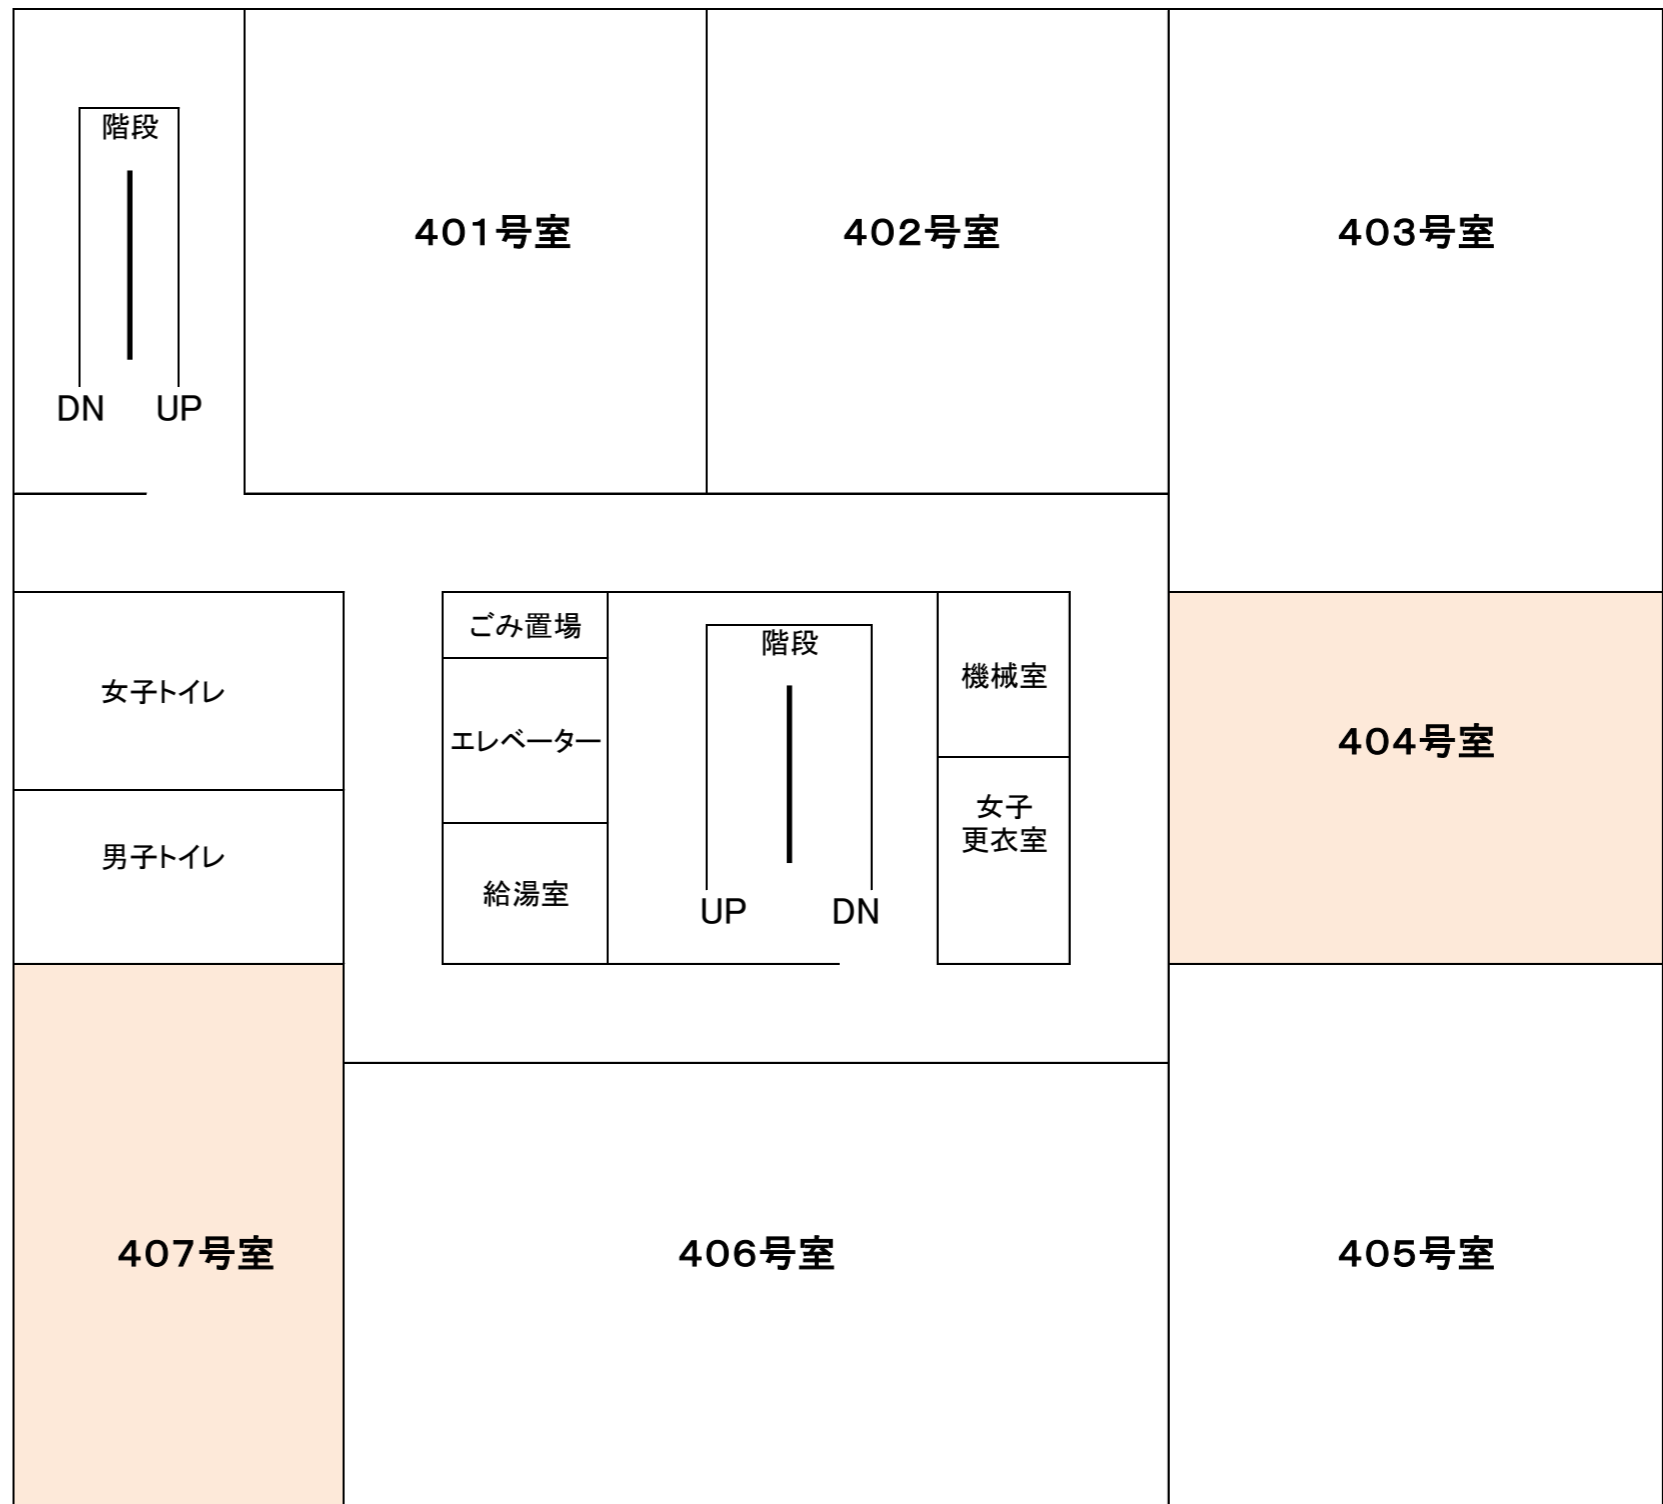 階段
DN UP
401号室
402号室
403号室
女子トイレ
男子トイレ
ごみ置場
エレベーター
給湯室
階段
UP DN
機械室
女子
更衣室
404号室
407号室
406号室
405号室